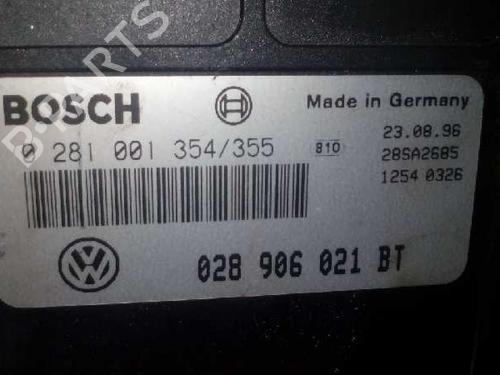 BOSCH
Made in Germany
0 281 001 354/355
810
23.08.96
28SA2685
1254 0326
028 906 021 BT
B-PARTS